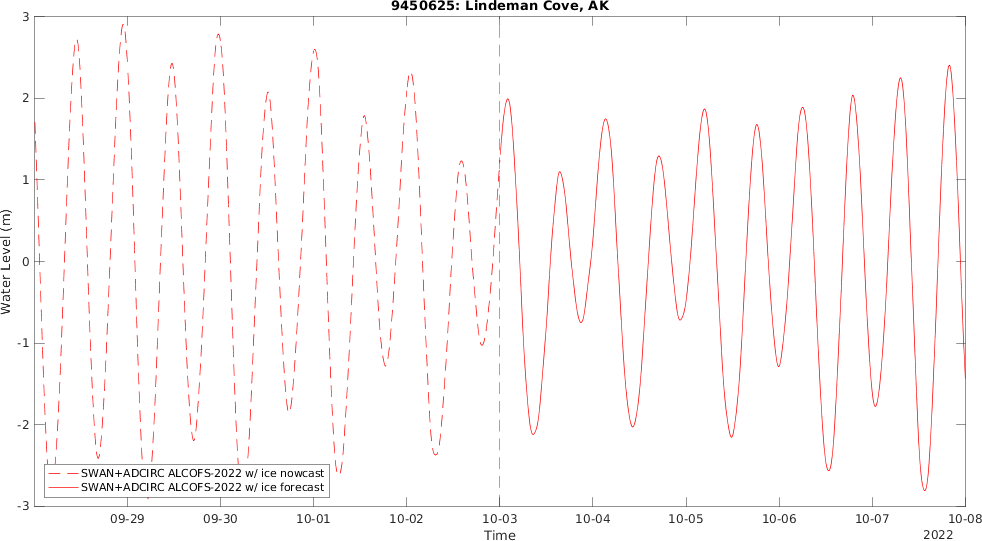 9450625: Lindeman Cove, AK
Water Level (m)
3
2
1
0
-1
-2
-3
SWAN+ADCIRC ALCOFS-2022 w/ ice nowcast
SWAN+ADCIRC ALCOFS-2022 w/ ice forecast
09-29 09-30 10-01 10-02 10-03 10-04 10-05 10-06 10-07 10-08
Time
2022